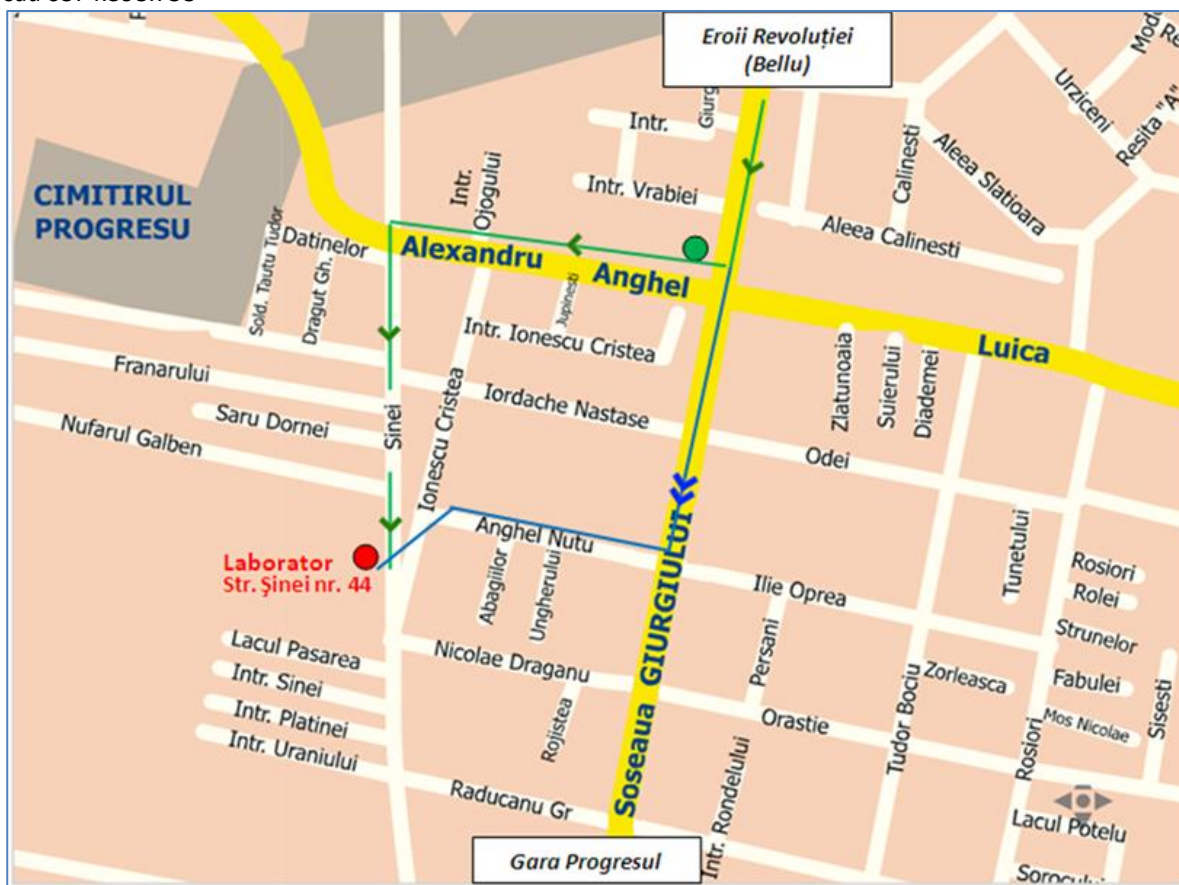 Eroii Revoluției
(Bellu)
Giurg
Intr.
Intr. Vrabiei
Calinesti
Aleea Slatioara
Aleea Calinesti
Urziceni
Resita "A"
CIMITIRUL
PROGRESU
Sold. Tautu Tudor
Datinelor
Dragut Gh.
Intr.
Ojogului
Alexandru
Anghel
Luica
Jupinesti
Intr. Ionescu Cristea
Zlatunoaia
Suierului
Diademei
Franarului
Saru Dornei
Nufarul Galben
Sinei
Ionescu Cristea
Iordache Nastase
Odei
Tunetului
Anghel Nutu
Abagiilor
Ungherului
Ilie Oprea
Laborator
Str. Şinei nr. 44
Rosiori
Rolei
Strunelor
Fabulei
Mos Nicolae
Sisesti
Lacul Pasarea
Intr. Sinei
Intr. Platinei
Intr. Uraniului
Nicolae Draganu
Rojistea
Soseaua GIURGIULUI
Persani
Orastie
Zorleasca
Tudor Bociu
Rosiori
Raducanu Gr
Intr. Rondelului
Lacul Potelu
Sorocului
Gara Progresul